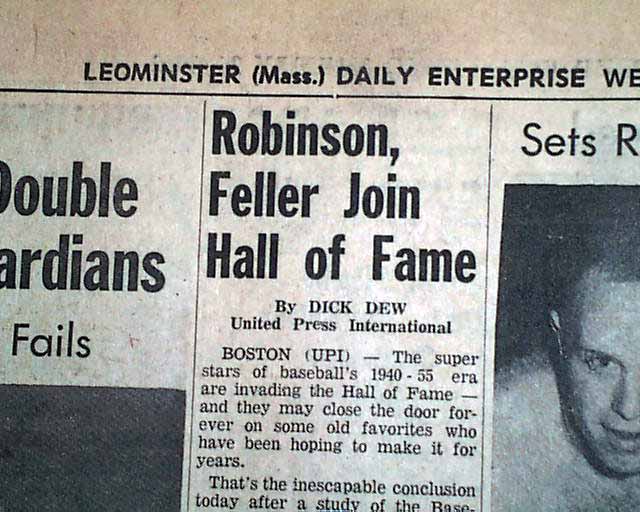 LEOMINSTER (Mass.) DAILY ENTERPRISE WE
Double
ardians
Fails
Robinson,
Feller Join
Hall of Fame
By DICK DEW
United Press International
BOSTON (UPI) — The super
stars of baseball's 1940-55 era
are invading the Hall of Fame —
and they may close the door for-
ever on some old favorites who
have been hoping to make it for
years.
That's the inescapable conclusion
today after a study of the Base-
Sets R